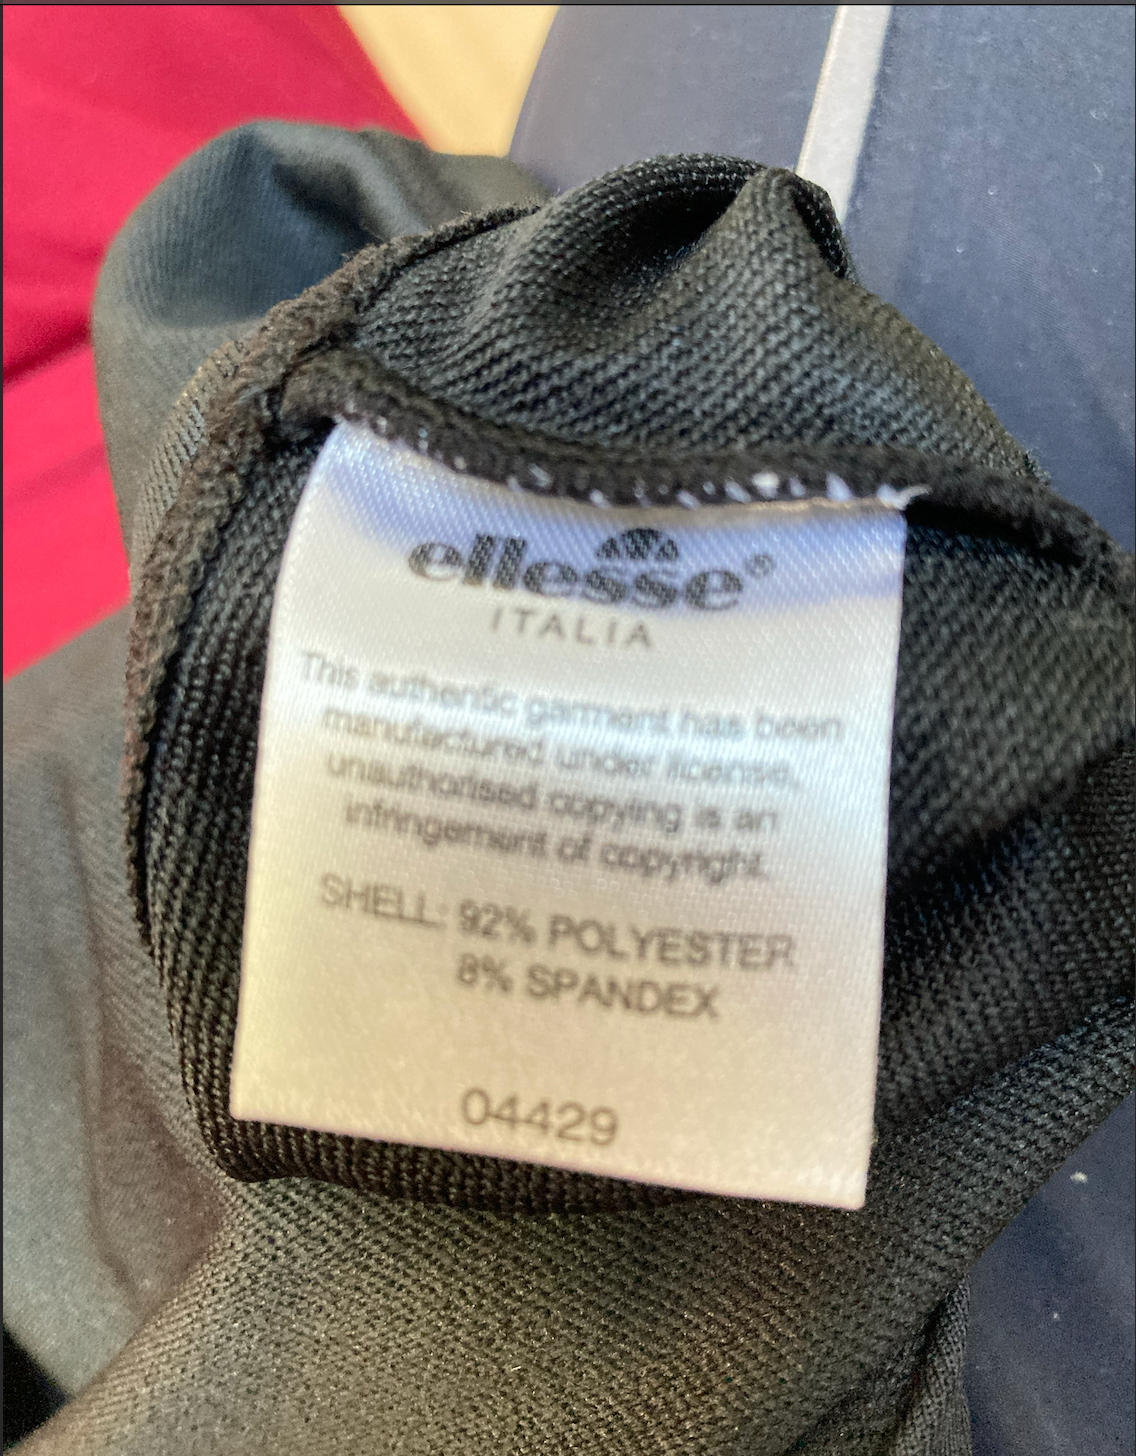 ellesse®
ITALIA
This authentic garment has been
manufactured under license,
unauthorised copying is an
infringement of copyright.
SHELL: 92% POLYESTER
8% SPANDEX
04429